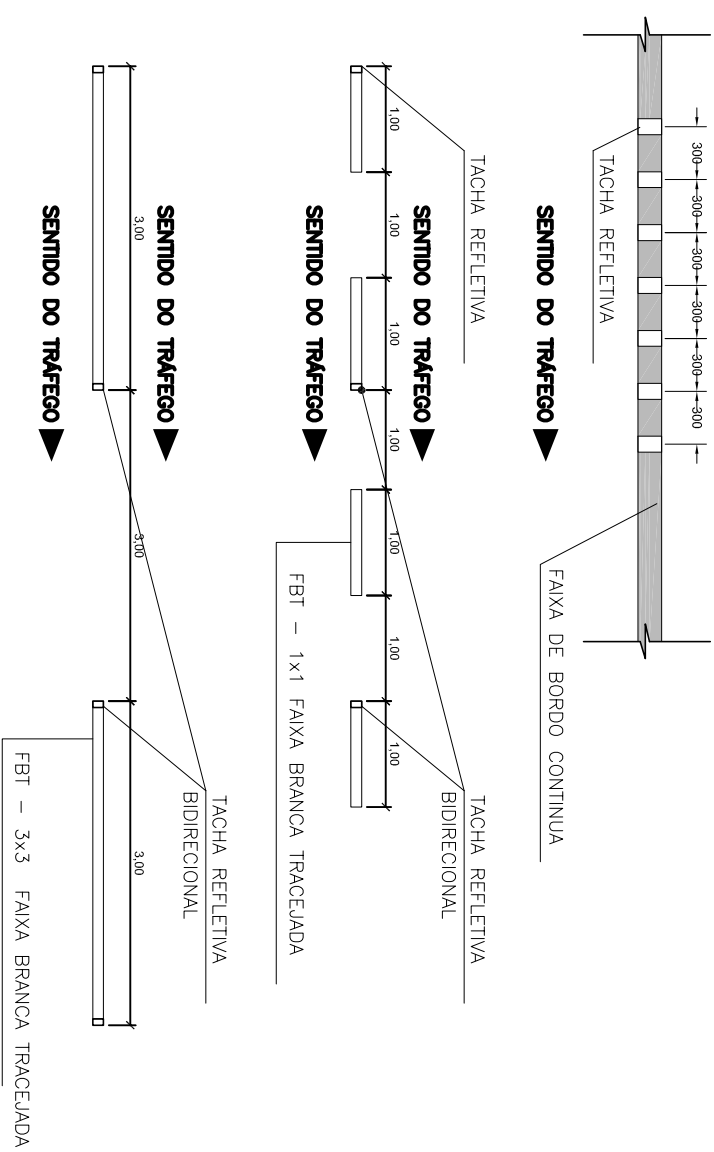 300 300 300 300 300 300
TACHA REFLETIVA
FAIXA DE BORDO CONTINUA
SENTIDO DO TRÁFEGO
TACHA REFLETIVA
TACHA REFLETIVA
BIDIRECIONAL
SENTIDO DO TRÁFEGO
1,00 1,00 1,00 1,00 1,00 1,00 1,00
SENTIDO DO TRÁFEGO
FBT - 1x1 FAIXA BRANCA TRACEJADA
TACHA REFLETIVA
BIDIRECIONAL
SENTIDO DO TRÁFEGO
3,00 3,00 3,00
SENTIDO DO TRÁFEGO
FBT - 3x3 FAIXA BRANCA TRACEJADA